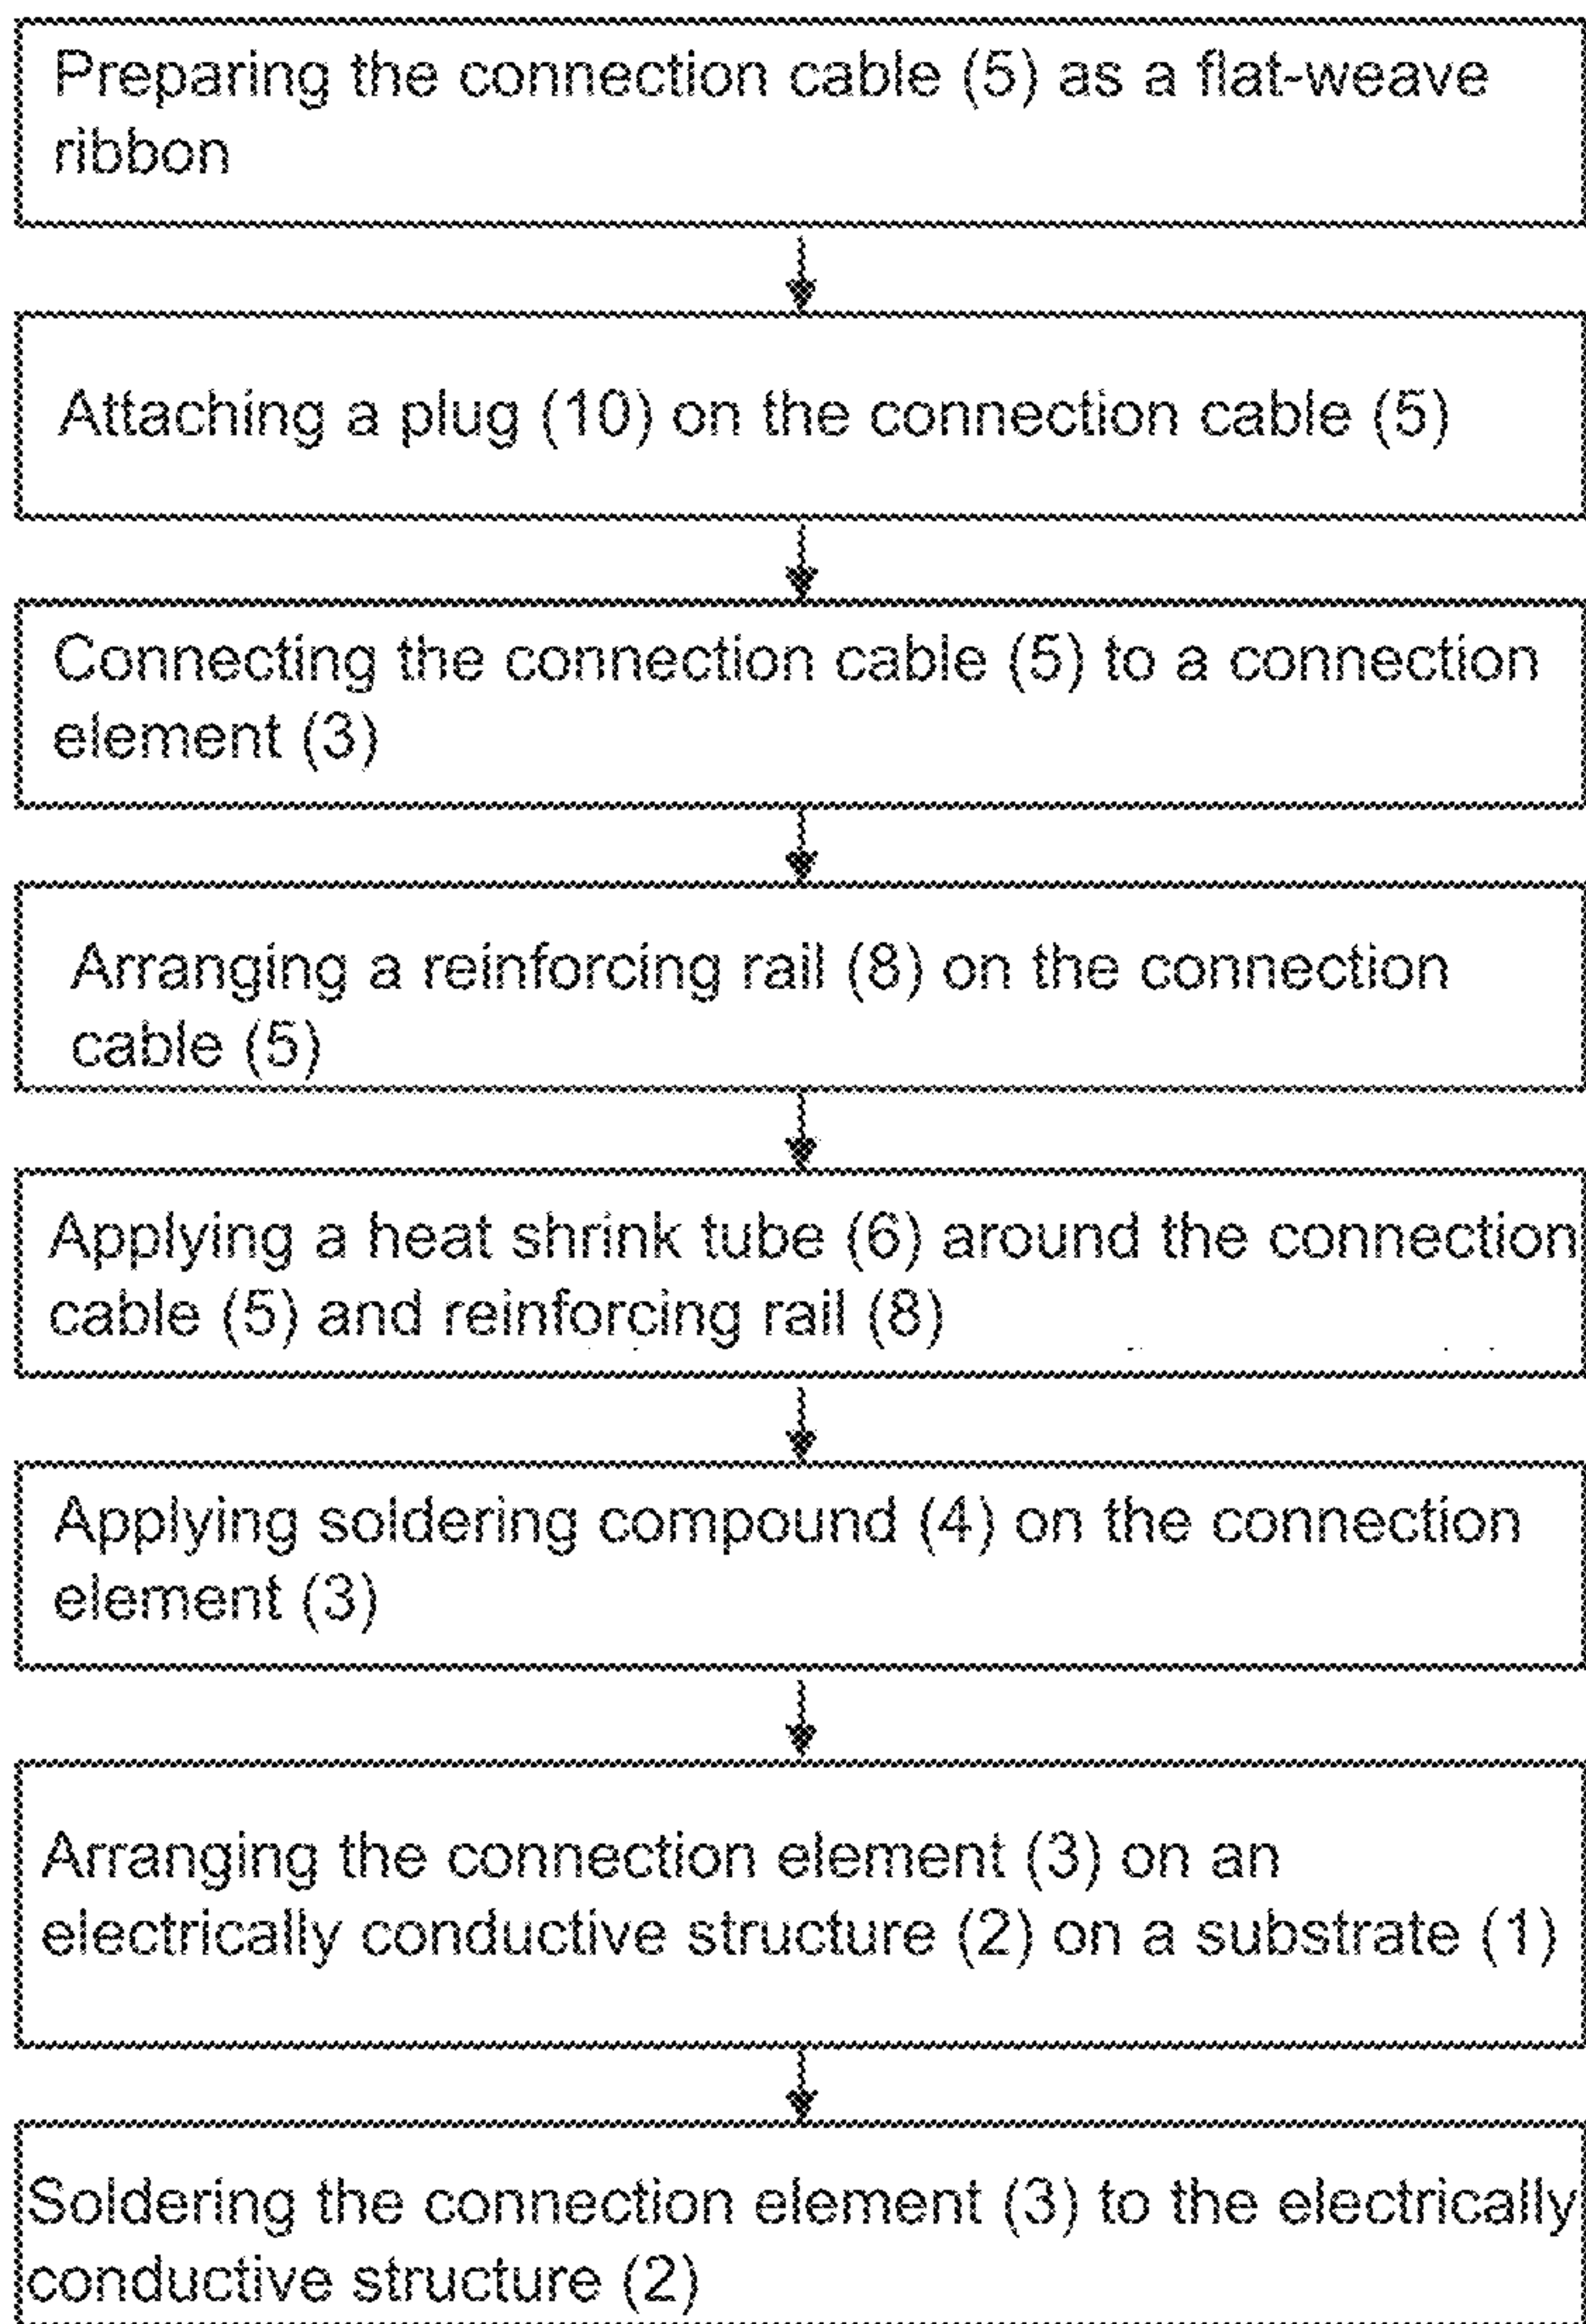 Preparing the connection cable (5) as a flat-weave
ribbon
Attaching a plug (10) on the connection cable (5)
Connecting the connection cable (5) to a connection
element (3)
Arranging a reinforcing rail (8) on the connection
cable (5)
Applying a heat shrink tube (6) around the connection
cable (5) and reinforcing rail (8)
Applying soldering compound (4) on the connection
element (3)
Arranging the connection element (3) on an
electrically conductive structure (2) on a substrate (1)
Soldering the connection element (3) to the electrically
conductive structure (2)